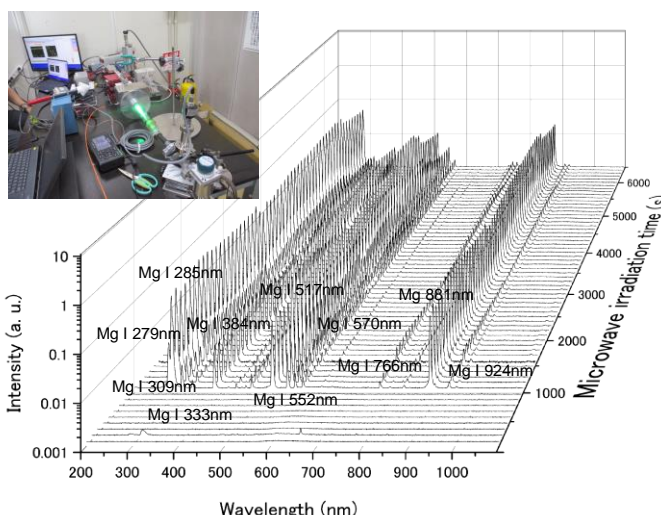 6000
5000
4000
3000
2000
1000
Microwave irradiation time (s)
10
1
0.1
0.01
0.001
Intensity (a. u.)
Mg I 285nm
Mg I 517nm
Mg I 279nm
Mg I 384nm
Mg I 570nm
Mg 881nm
Mg I 309nm
Mg I 766nm
Mg I 924nm
Mg I 333nm
Mg I 552nm
200 300 400 500 600 700 800 900 1000
Wavelength (nm)